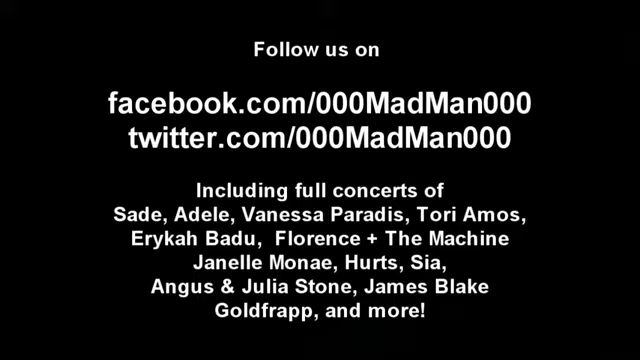 Follow us on
facebook.com/000MadMan000
twitter.com/000MadMan000
Including full concerts of
Sade, Adele, Vanessa Paradis, Tori Amos,
Erykah Badu,  Florence + The Machine
Janelle Monae, Hurts, Sia,
Angus & Julia Stone, James Blake
Goldfrapp, and more!